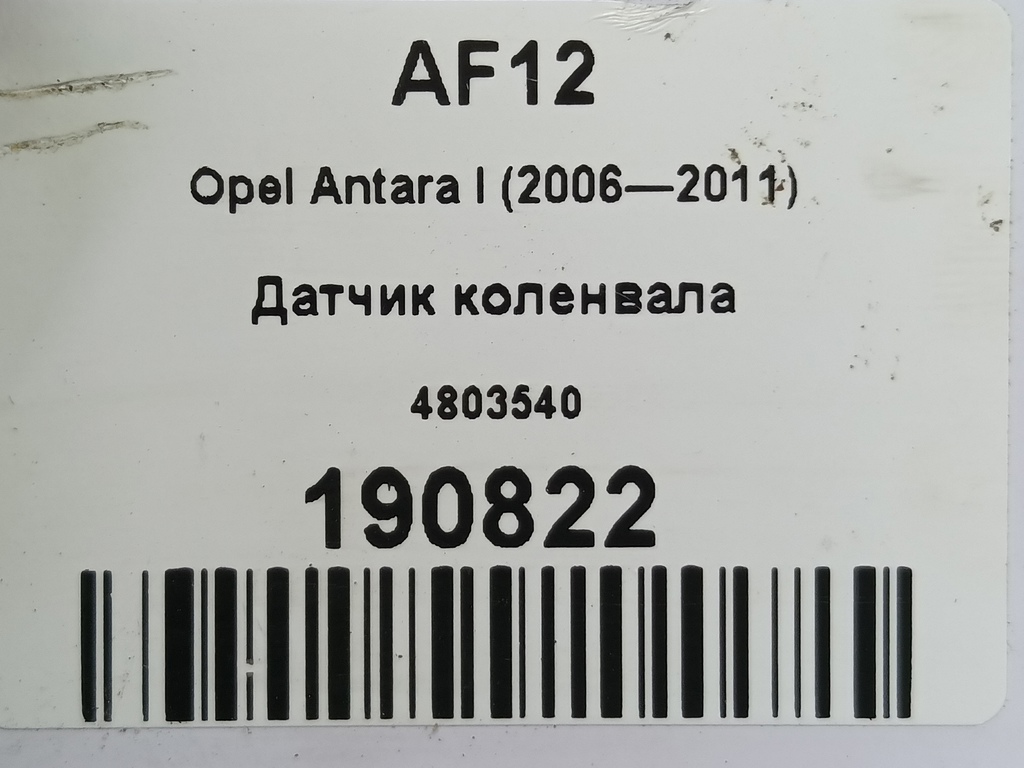 AF12
Opel Antara I (2006—2011)
Датчик коленвала
4803540
190822